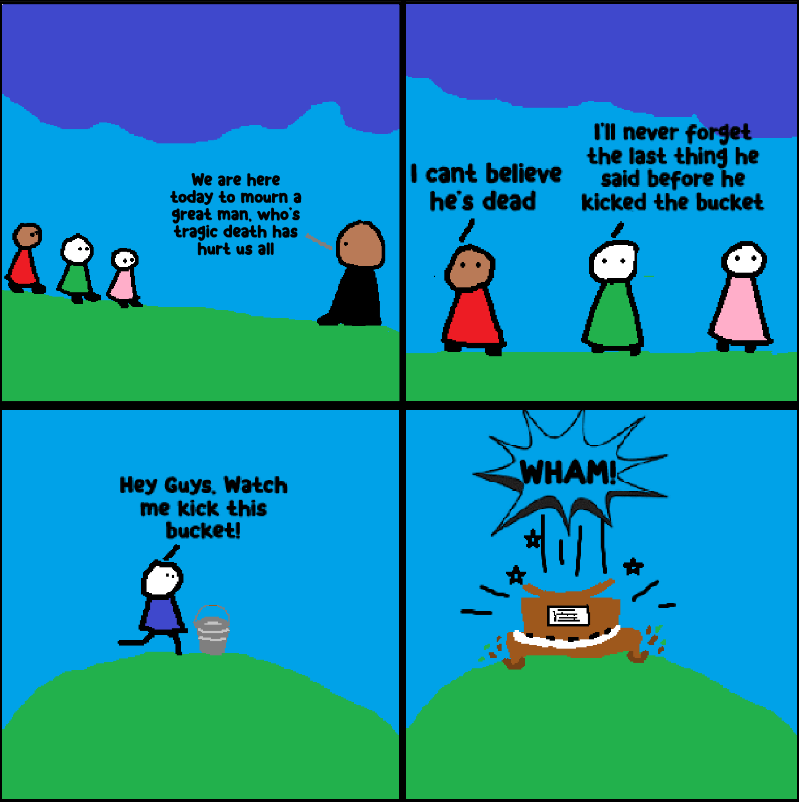 We are here
today to mourn a
great man, who's
tragic death has
hurt us all
I cant believe
he's dead
I'll never forget
the last thing he
said before he
kicked the bucket
Hey Guys, Watch
me kick this
bucket!
WHAM!